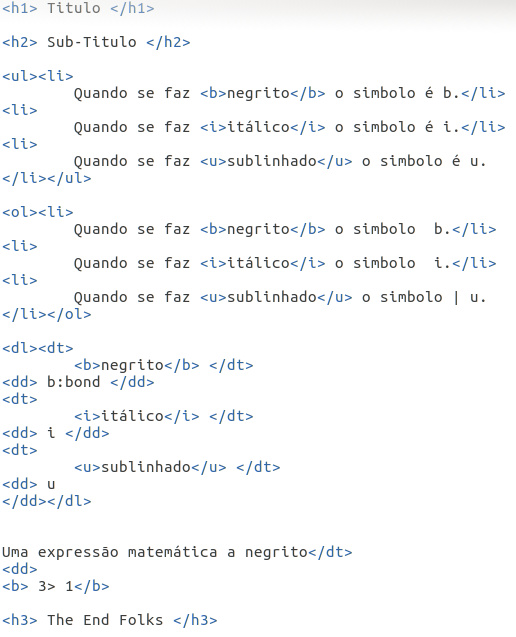 <h1> Titulo </h1>
<h2> Sub-Titulo </h2>
<ul><li>
Quando se faz <b>negrito</b> o simbolo é b.</li>
<li>
Quando se faz <i>itálico</i> o simbolo é i.</li>
<li>
Quando se faz <u>sublinhado</u> o simbolo é u.
</li></ul>
<ol><li>
Quando se faz <b>negrito</b> o simbolo  b.</li>
<li>
Quando se faz <i>itálico</i> o simbolo  i.</li>
<li>
Quando se faz <u>sublinhado</u> o simbolo | u.
</li></ol>
<dl><dt>
<b>negrito</b> </dt>
<dd> b:bond </dd>
<dt>
<i>itálico</i> </dt>
<dd> i </dd>
<dt>
<u>sublinhado</u> </dt>
<dd> u
</dd></dl>
Uma expressão matemática a negrito</dt>
<dd>
<b> 3> 1</b>
<h3> The End Folks </h3>